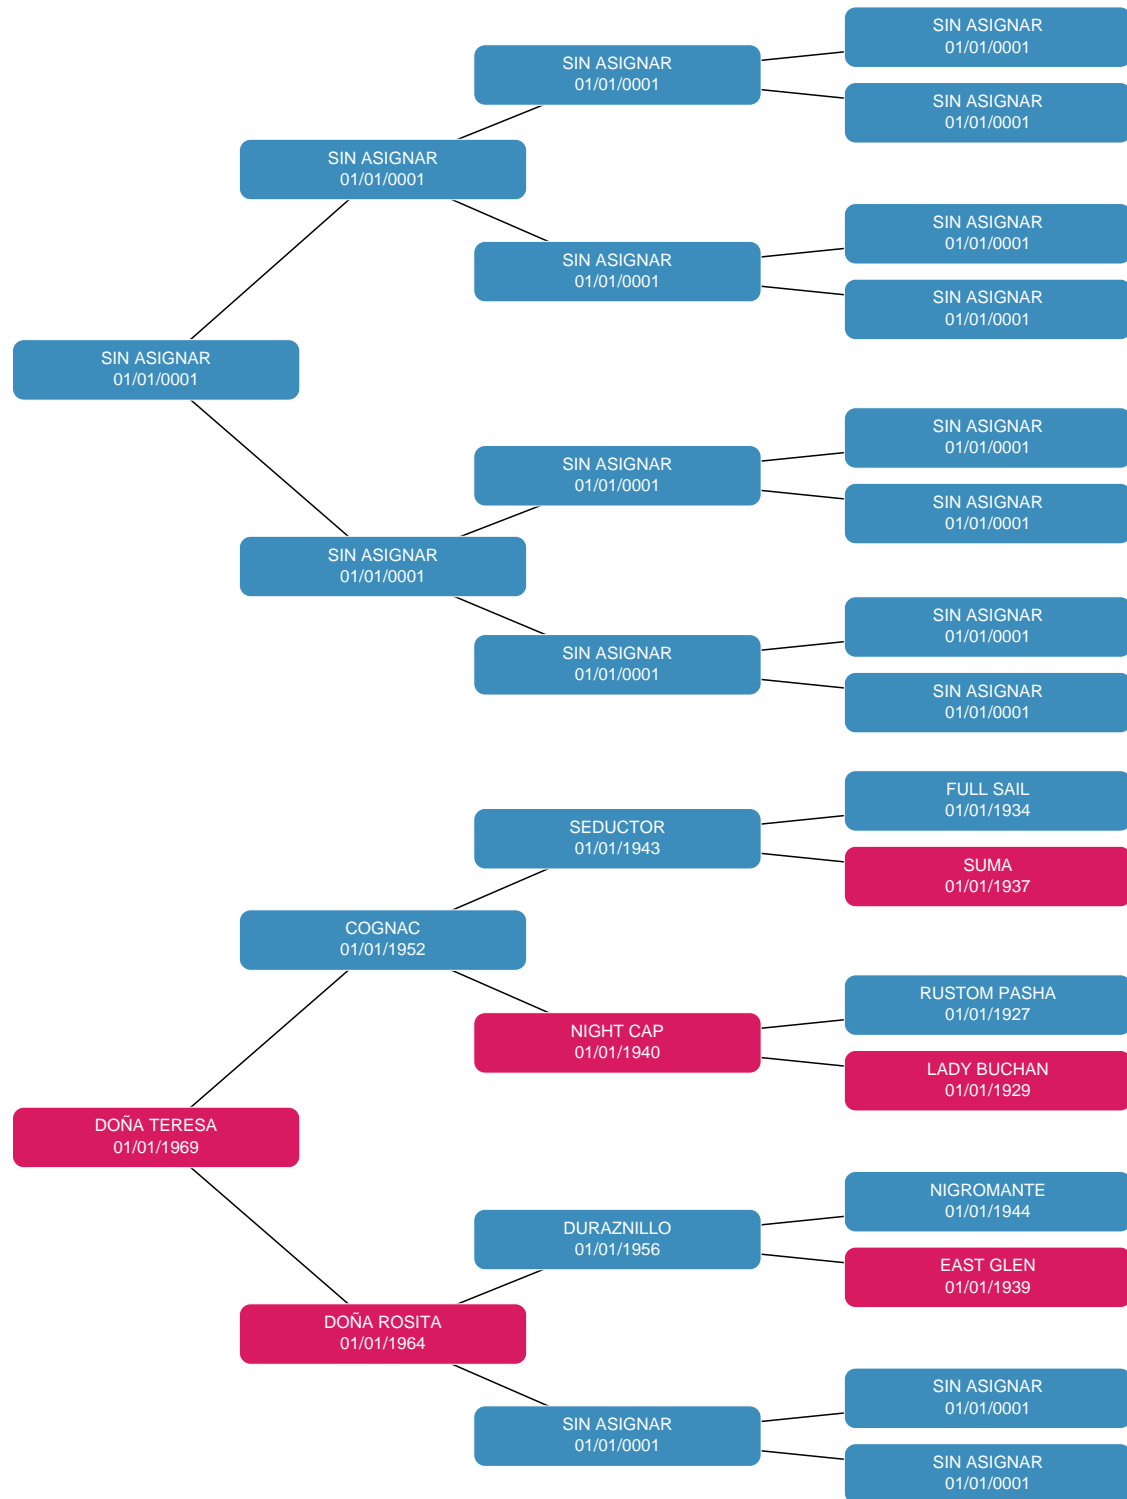 SIN ASIGNAR
01/01/0001
SIN ASIGNAR
01/01/0001
SIN ASIGNAR
01/01/0001
SIN ASIGNAR
01/01/0001
SIN ASIGNAR
01/01/0001
SIN ASIGNAR
01/01/0001
SIN ASIGNAR
01/01/0001
SIN ASIGNAR
01/01/0001
SIN ASIGNAR
01/01/0001
SIN ASIGNAR
01/01/0001
SIN ASIGNAR
01/01/0001
SIN ASIGNAR
01/01/0001
SIN ASIGNAR
01/01/0001
SIN ASIGNAR
01/01/0001
SIN ASIGNAR
01/01/0001
FULL SAIL
01/01/1934
SEDUCTOR
01/01/1943
SUMA
01/01/1937
COGNAC
01/01/1952
RUSTOM PASHA
01/01/1927
NIGHT CAP
01/01/1940
LADY BUCHAN
01/01/1929
DOÑA TERESA
01/01/1969
NIGROMANTE
01/01/1944
DURAZNILLO
01/01/1956
EAST GLEN
01/01/1939
DOÑA ROSITA
01/01/1964
SIN ASIGNAR
01/01/0001
SIN ASIGNAR
01/01/0001
SIN ASIGNAR
01/01/0001